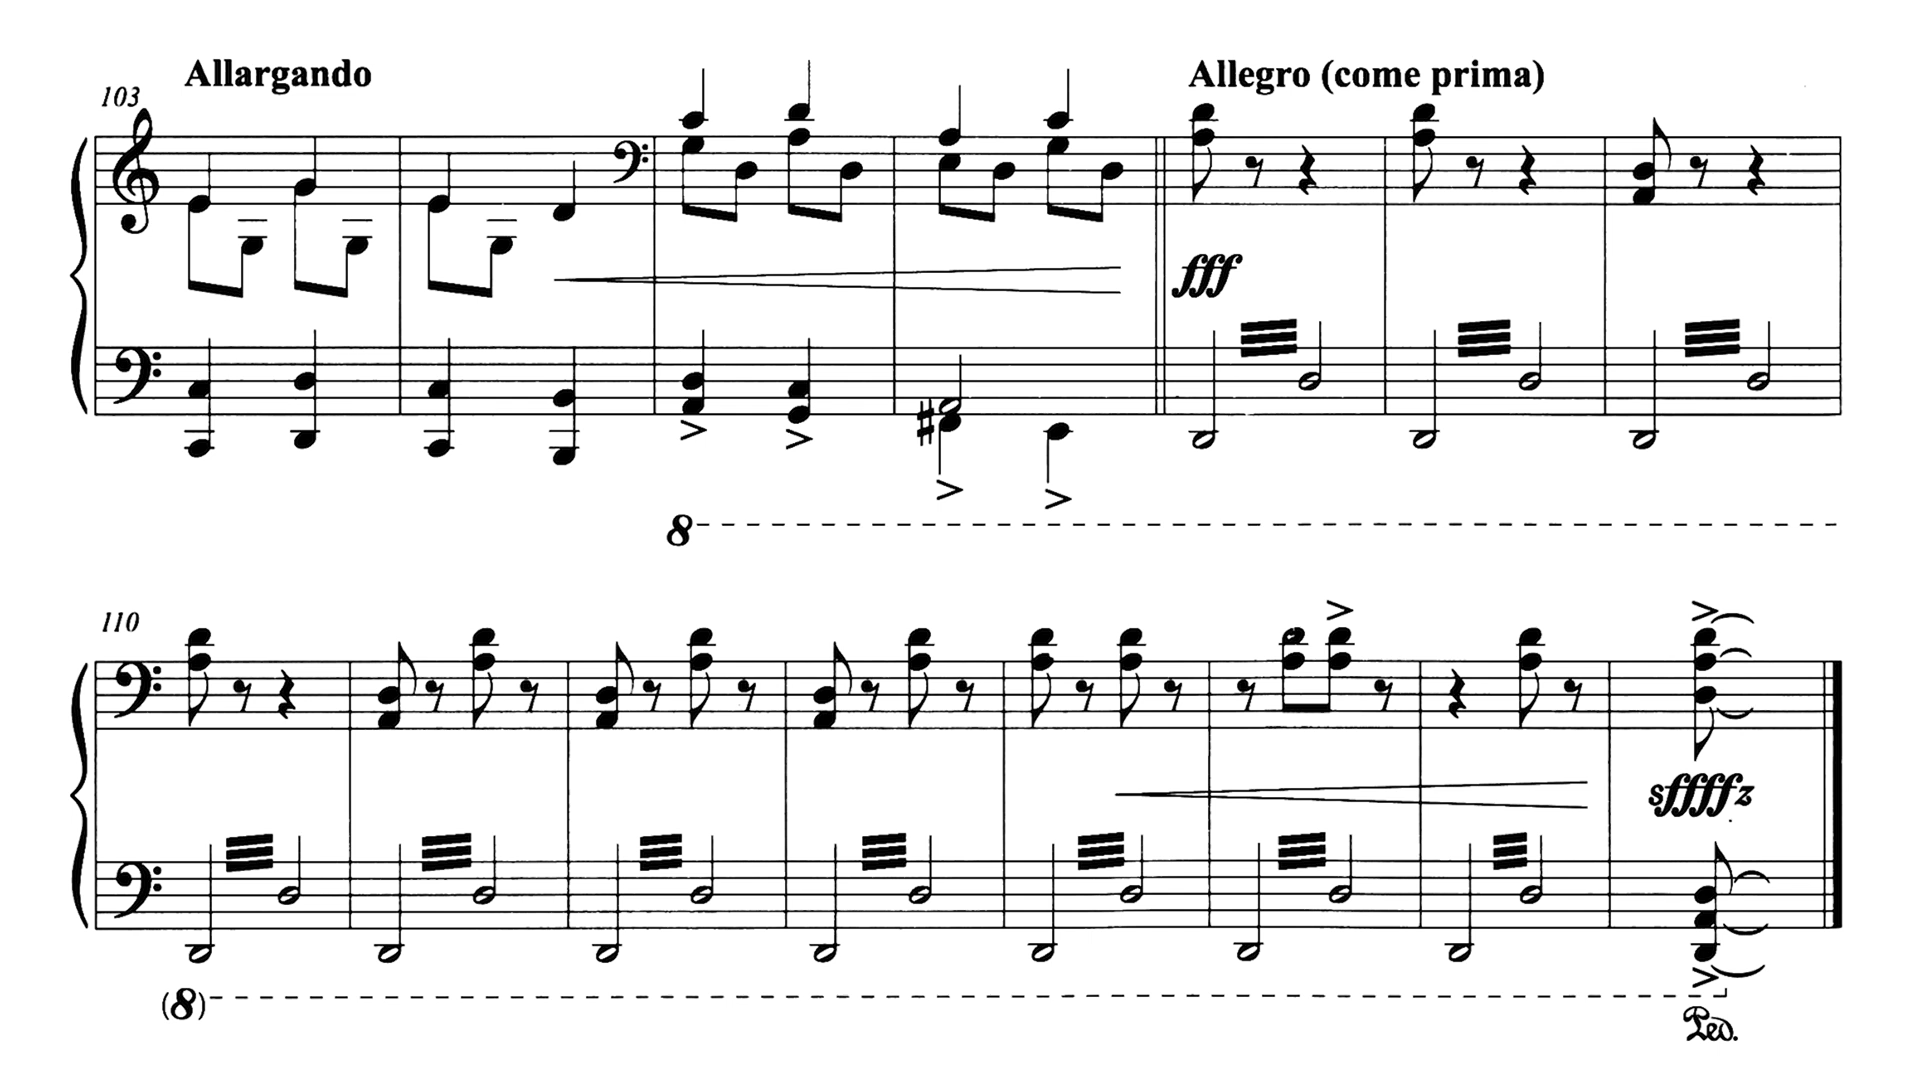 Allargando
Allegro (come prima)
103
fff
8
110
sffffz
(8)
Ped.